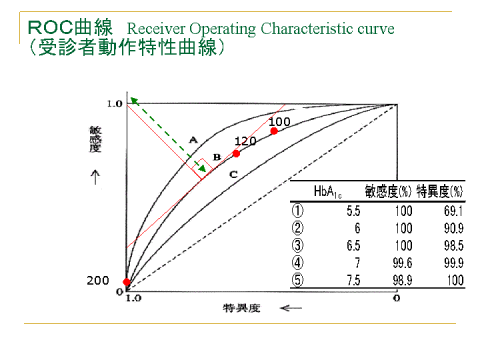 ROC曲線 Receiver Operating Characteristic curve
(受診者動作特性曲線)
1.0
敏感度
↑
A
B
C
100
120
200
0
1.0
特異度 ←
0
HbA1c 敏感度(%) 特異度(%)
① 5.5 100 69.1
② 6 100 90.9
③ 6.5 100 98.5
④ 7 99.6 99.9
⑤ 7.5 98.9 100